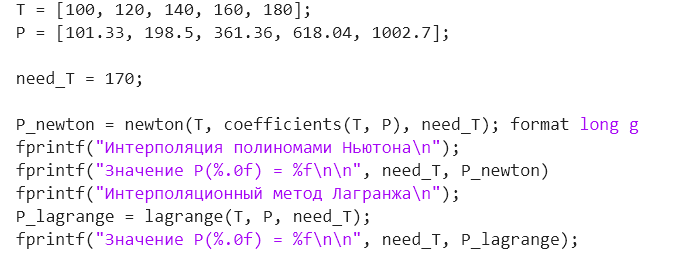 T = [100, 120, 140, 160, 180];
P = [101.33, 198.5, 361.36, 618.04, 1002.7];
need_T = 170;
P_newton = newton(T, coefficients(T, P), need_T); format long g
fprintf("Интерполяция полиномами Ньютона\n");
fprintf("Значение P(%.0f) = %f\n\n", need_T, P_newton)
fprintf("Интерполяционный метод Лагранжа\n");
P_lagrange = lagrange(T, P, need_T);
fprintf("Значение P(%.0f) = %f\n\n", need_T, P_lagrange);